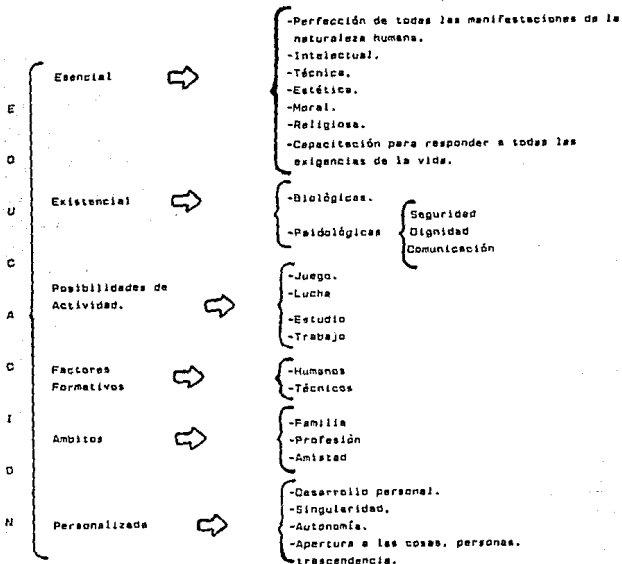 EDUCACION
Esencial
-Perfección de todas las manifestaciones de la
naturaleza humana.
-Intelectual.
-Técnica.
-Estética.
-Moral.
-Religiosa.
-Capacitación para responder a todas las
exigencias de la vida.
Existencial
-Biológicas.
-Psidológicas
Seguridad
Dignidad
Comunicación
Posibilidades de
Actividad.
-Juego.
-Lucha
-Estudio
-Trabajo
Factores
Formativos
-Humanos
-Técnicos
Ambitos
-Familia
-Profesión
-Amistad
Personalizada
-Desarrollo personal.
-Singularidad.
-Autonomía.
-Apertura a las cosas, personas.
trascendencia.